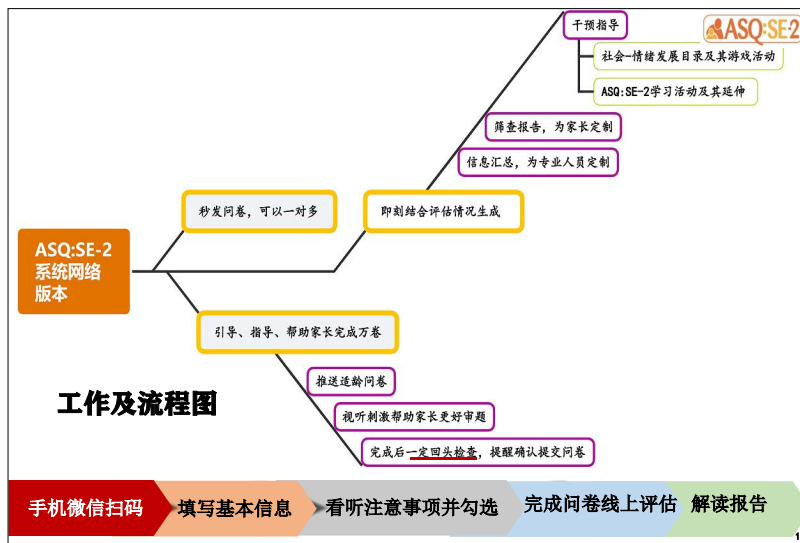 干预指导
ASQ:SE·2
社会-情绪发展目录及其游戏活动
ASQ:SE-2学习活动及其延伸
筛查报告，为家长定制
信息汇总，为专业人员定制
秒发问卷，可以一对多
即刻结合评估情况生成
ASQ:SE-2
系统网络
版本
引导、指导、帮助家长完成万卷
推送适龄问卷
视听刺激帮助家长更好审题
完成后一定回头检查，提醒确认提交问卷
工作及流程图
手机微信扫码
填写基本信息
看听注意事项并勾选
完成问卷线上评估
解读报告
1